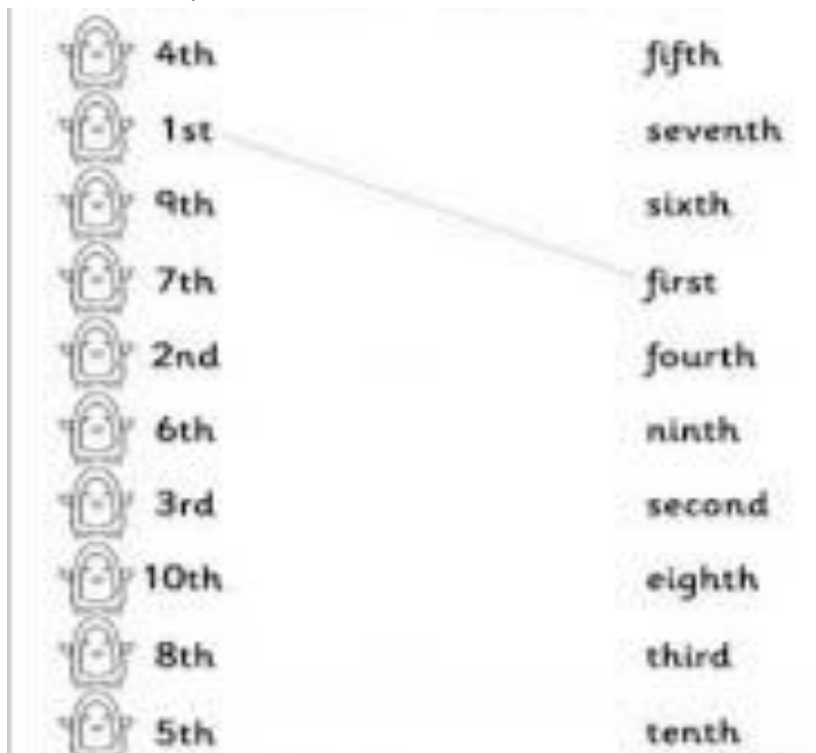 4th fifth
1st seventh
9th sixth
7th first
2nd fourth
6th ninth
3rd second
10th eighth
8th third
5th tenth